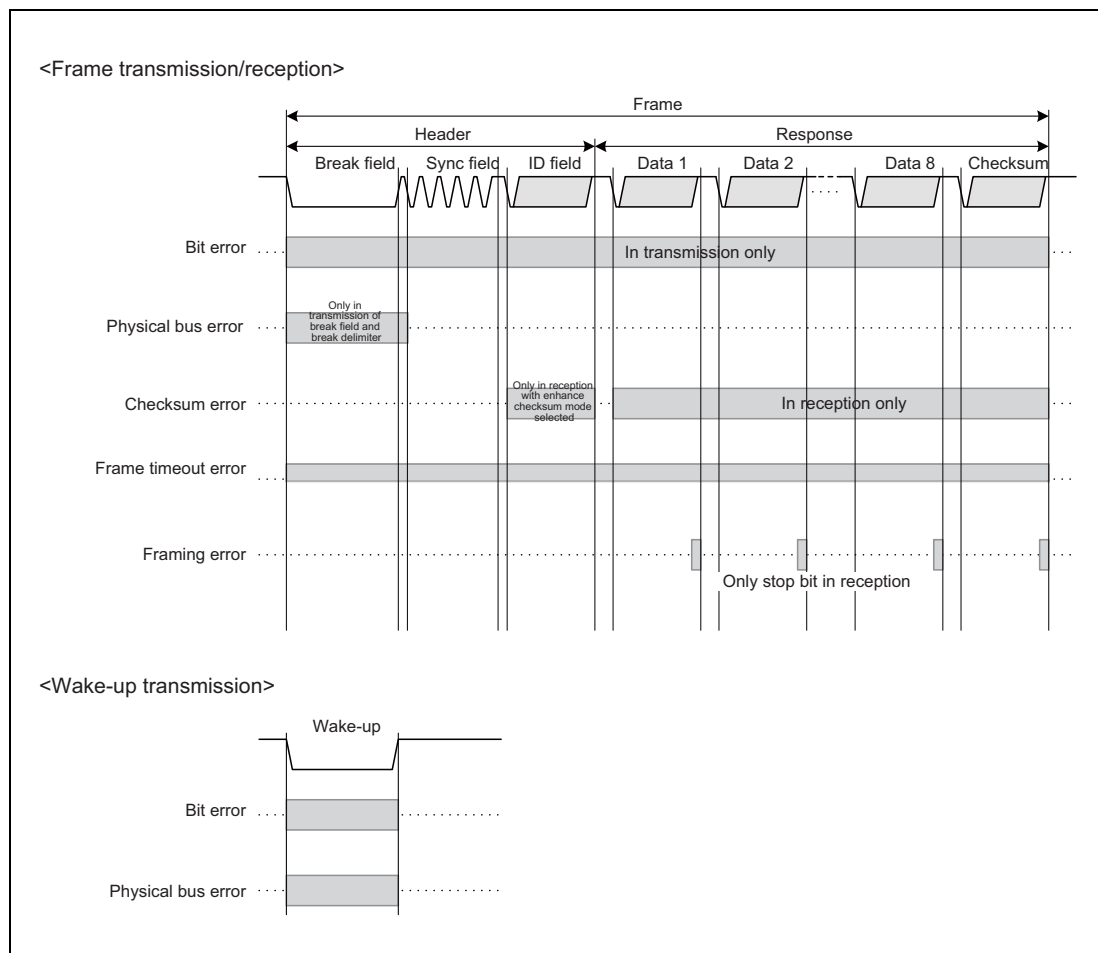 <Frame transmission/reception>
Frame
Header
Response
Break field
Sync field
ID field
Data 1
Data 2
Data 8
Checksum
Bit error
In transmission only
Physical bus error
Only in
transmission of
break field and
break delimiter
Checksum error
Only in reception
with enhance
checksum mode
selected
In reception only
Frame timeout error
Framing error
Only stop bit in reception
<Wake-up transmission>
Wake-up
Bit error
Physical bus error